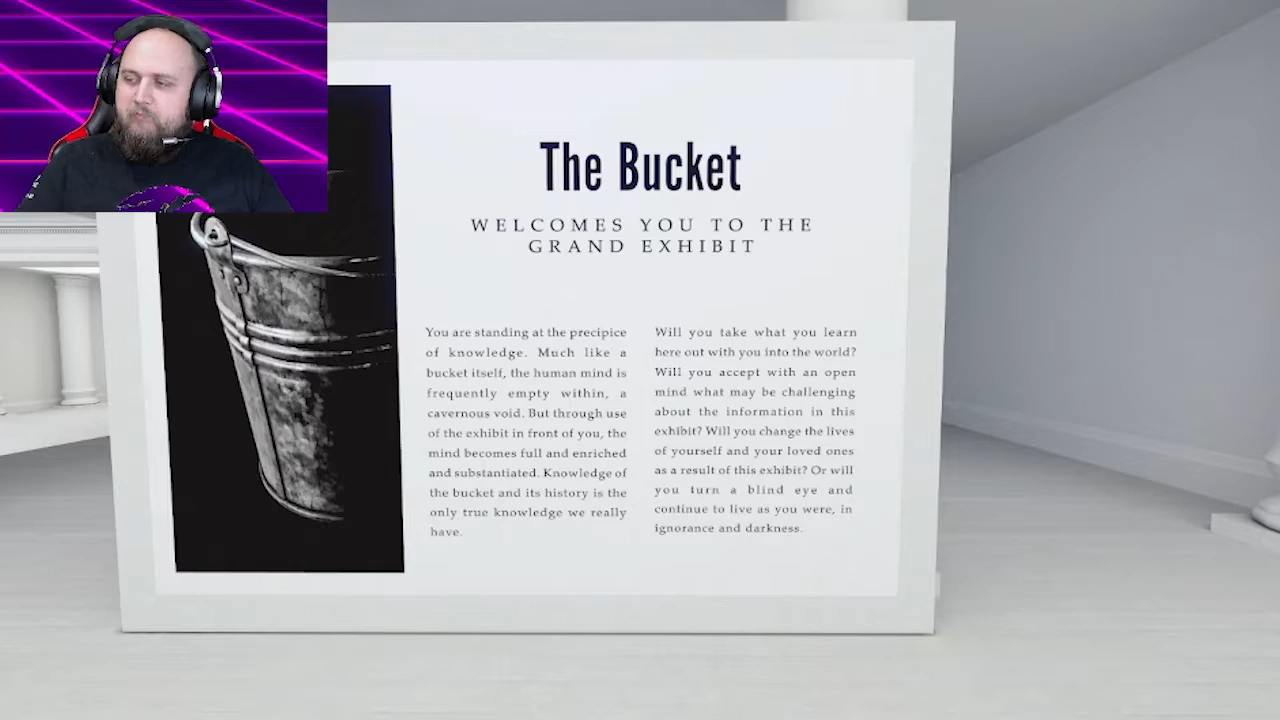 The Bucket
WELCOMES YOU TO THE
GRAND EXHIBIT
You are standing at the precipice
of knowledge. Much like a
bucket itself, the human mind is
frequently empty within, a
cavernous void. But through use
of the exhibit in front of you, the
mind becomes full and enriched
and substantiated. Knowledge of
the bucket and its history is the
only true knowledge we really
have.
Will you take what you learn
here out with you into the world?
Will you accept with an open
mind what may be challenging
about the information in this
exhibit? Will you change the lives
of yourself and your loved ones
as a result of this exhibit? Or will
you turn a blind eye and
continue to live as you were, in
ignorance and darkness.